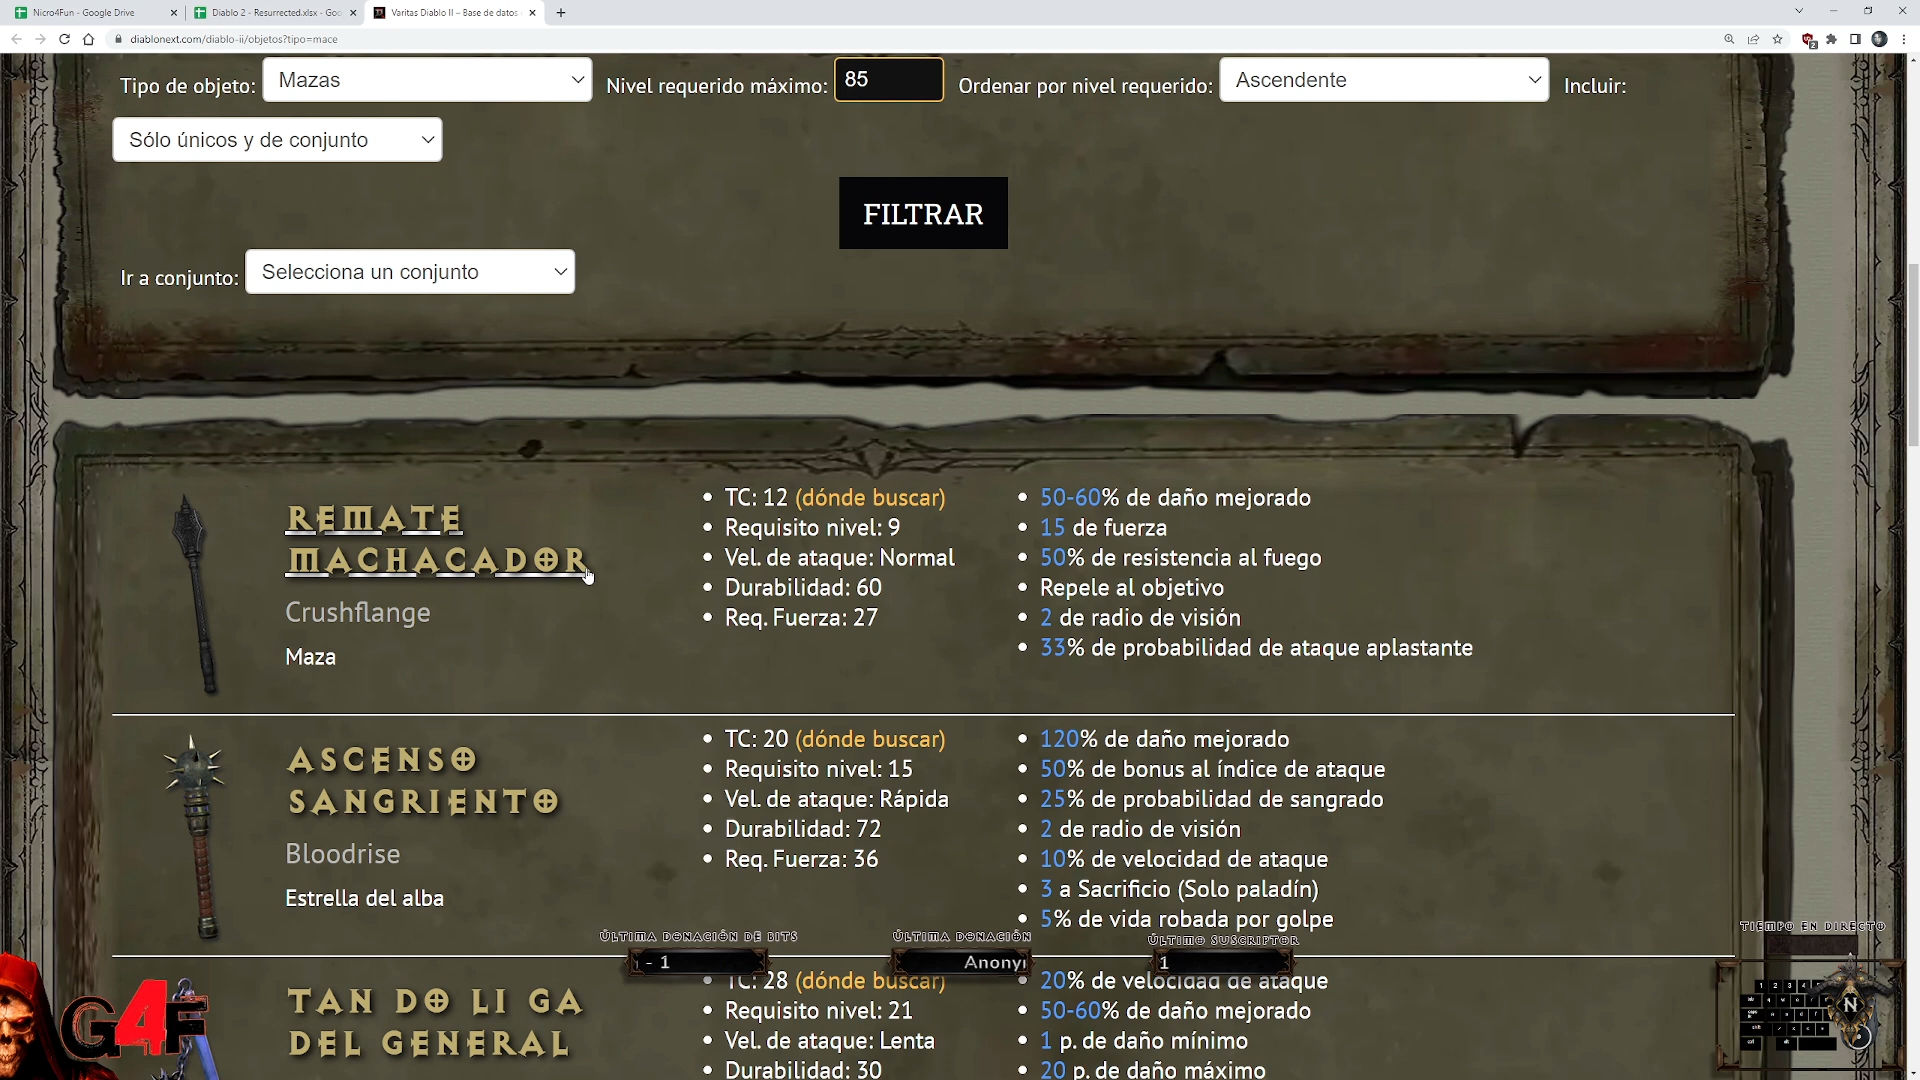 Nicro4Fun - Google Drive
Diablo 2 - Resurrected.xlsx - Goo
Varitas Diablo II – Base de datos
diablonext.com/diablo-ii/objetos?tipo=mace
Tipo de objeto: Mazas Nivel requerido máximo: 85 Ordenar por nivel requerido: Ascendente Incluir:
Sólo únicos y de conjunto
FILTRAR
Ir a conjunto: Selecciona un conjunto
REMATE
MACHACADOR
Crushflange
Maza
TC: 12 (dónde buscar)
Requisito nivel: 9
Vel. de ataque: Normal
Durabilidad: 60
Req. Fuerza: 27
50-60% de daño mejorado
15 de fuerza
50% de resistencia al fuego
Repele al objetivo
2 de radio de visión
33% de probabilidad de ataque aplastante
ASCENSO
SANGRIENTO
Bloodrise
Estrella del alba
TC: 20 (dónde buscar)
Requisito nivel: 15
Vel. de ataque: Rápida
Durabilidad: 72
Req. Fuerza: 36
120% de daño mejorado
50% de bonus al índice de ataque
25% de probabilidad de sangrado
2 de radio de visión
10% de velocidad de ataque
3 a Sacrificio (Solo paladín)
5% de vida robada por golpe
TAN DO LI GA
DEL GENERAL
TC: 28 (dónde buscar)
Requisito nivel: 21
Vel. de ataque: Lenta
Durabilidad: 30
20% de velocidad de ataque
50-60% de daño mejorado
1 p. de daño mínimo
20 p. de daño máximo
ÚLTIMA DONACIÓN DE BITS
- 1
ÚLTIMA DONACIÓN
Anony
ÚLTIMO SUSCRIPTOR
1
TIEMPO EN DIRECTO
G4F
N